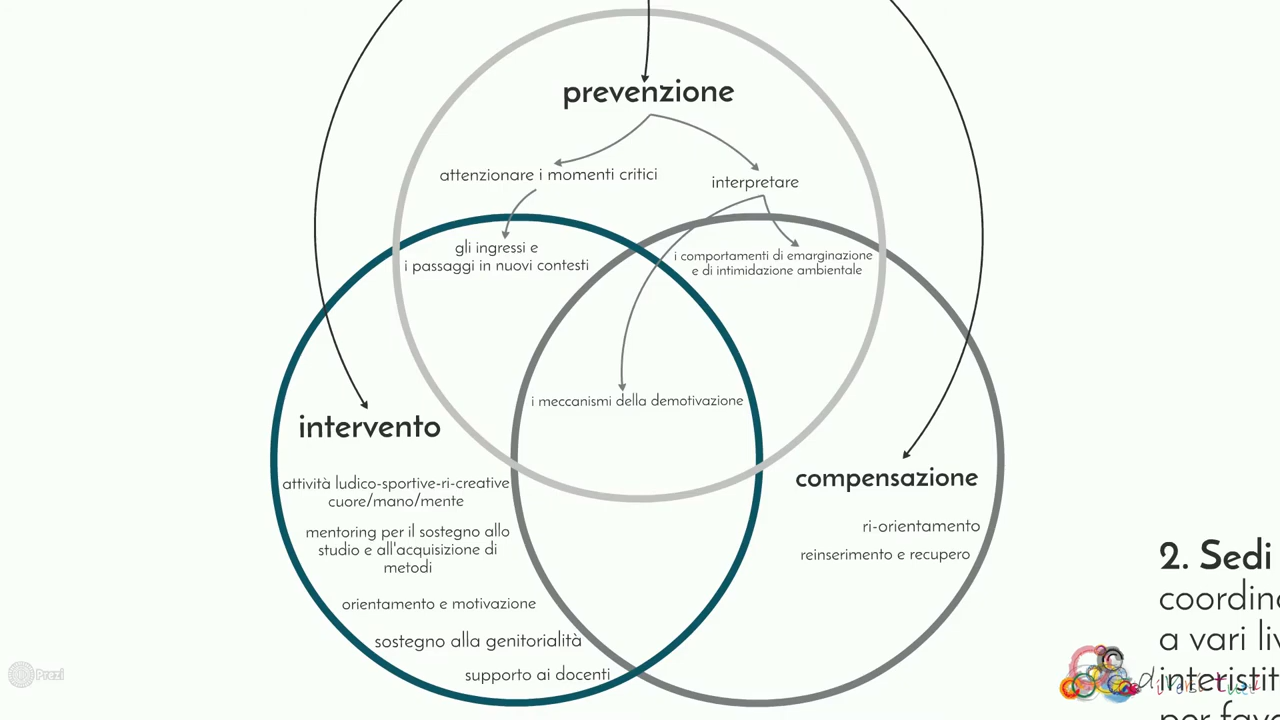 prevenzione
attenzionare i momenti critici
interpretare
gli ingressi e
i passaggi in nuovi contesti
i comportamenti di emarginazione
e di intimidazione ambientale
i meccanismi della demotivazione
intervento
attività ludico-sportive-ri-creative
cuore/mano/mente
mentoring per il sostegno allo
studio e all'acquisizione di
metodi
orientamento e motivazione
sostegno alla genitorialità
supporto ai docenti
compensazione
ri-orientamento
reinserimento e recupero
2. Sedi
coordina
a vari liv
interistit
per fav
Prezi